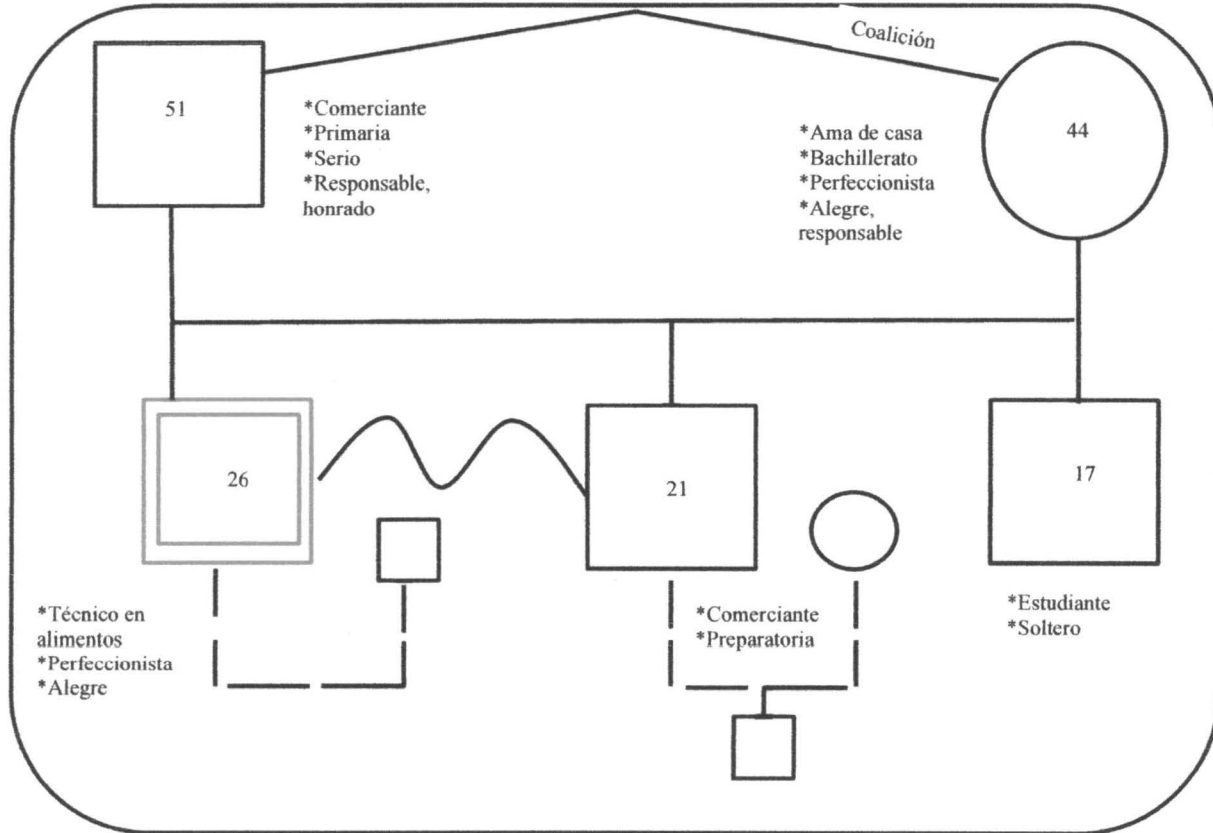 Coalición
51
*Comerciante
*Primaria
*Serio
*Responsable,
honrado
*Ama de casa
*Bachillerato
*Perfeccionista
*Alegre,
responsable
44
26
21
17
*Técnico en
alimentos
*Perfeccionista
*Alegre
*Comerciante
*Preparatoria
*Estudiante
*Soltero